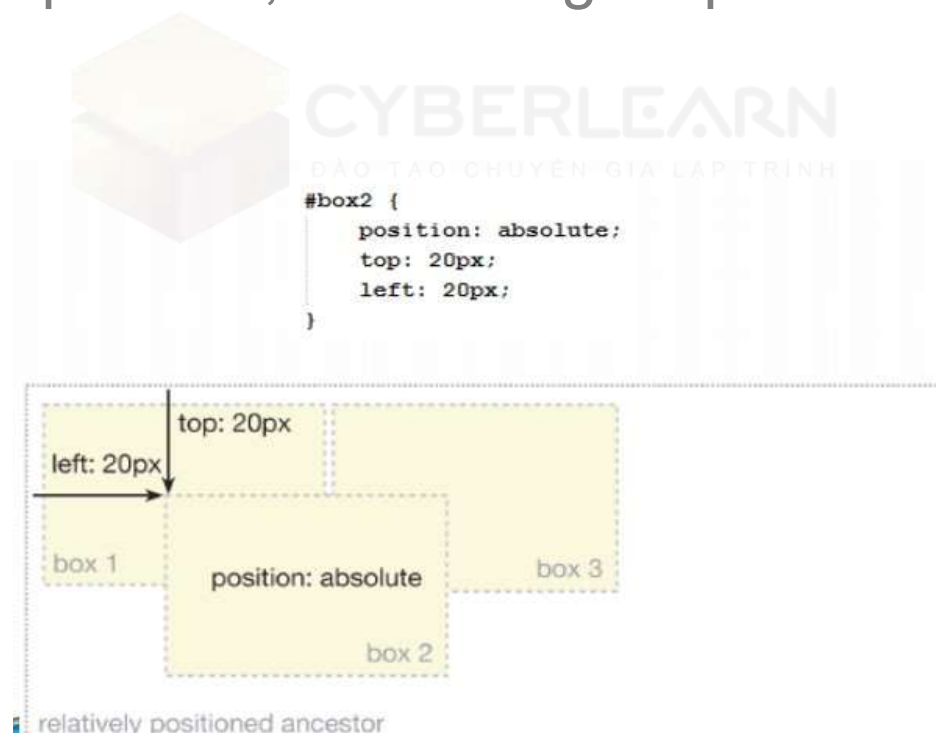 CYBERLEARN
ĐÀO TẠO CHUYÊN GIA LẬP TRÌNH
#box2 {
position: absolute;
top: 20px;
left: 20px;
}
top: 20px
left: 20px
box 1
position: absolute
box 3
box 2
relatively positioned ancestor